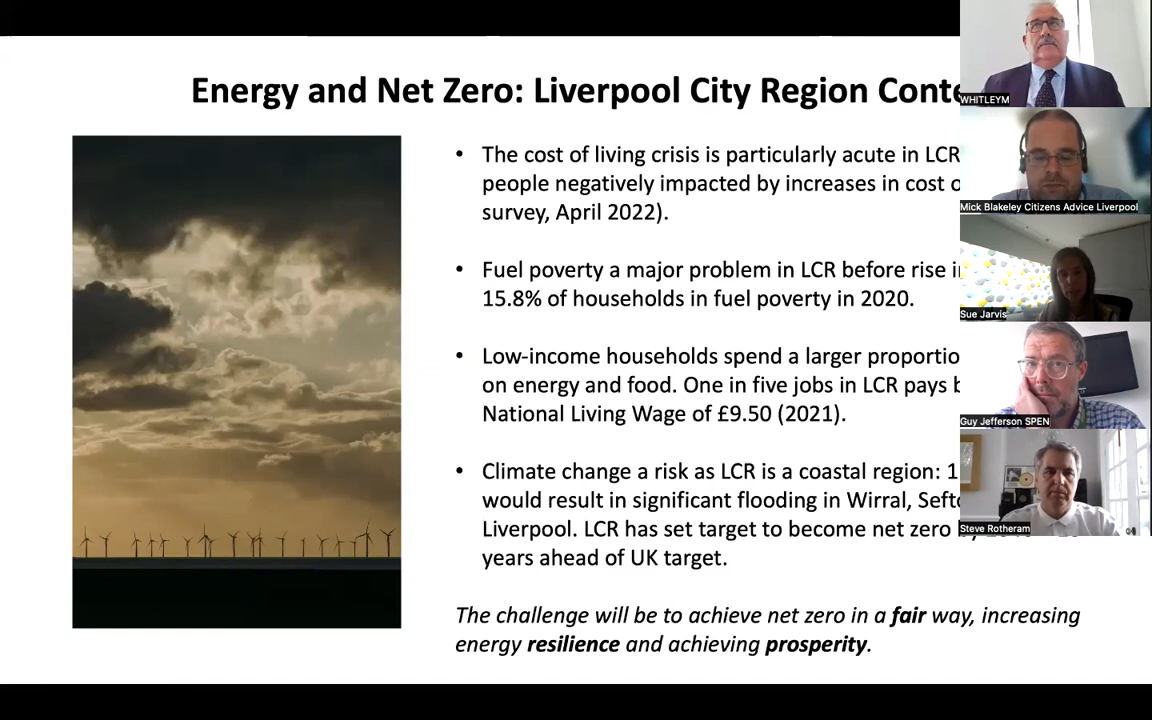 Energy and Net Zero: Liverpool City Region Conte
The cost of living crisis is particularly acute in LCR
people negatively impacted by increases in cost o
survey, April 2022).
Fuel poverty a major problem in LCR before rise i
15.8% of households in fuel poverty in 2020.
Low-income households spend a larger proportio
on energy and food. One in five jobs in LCR pays b
National Living Wage of £9.50 (2021).
Climate change a risk as LCR is a coastal region: 1
would result in significant flooding in Wirral, Sefto
Liverpool. LCR has set target to become net zero
years ahead of UK target.
The challenge will be to achieve net zero in a fair way, increasing
energy resilience and achieving prosperity.
WHITLEYM
Mick Blakeley Citizens Advice Liverpool
Sue Jarvis
Guy Jefferson SPEN
Steve Rotheram